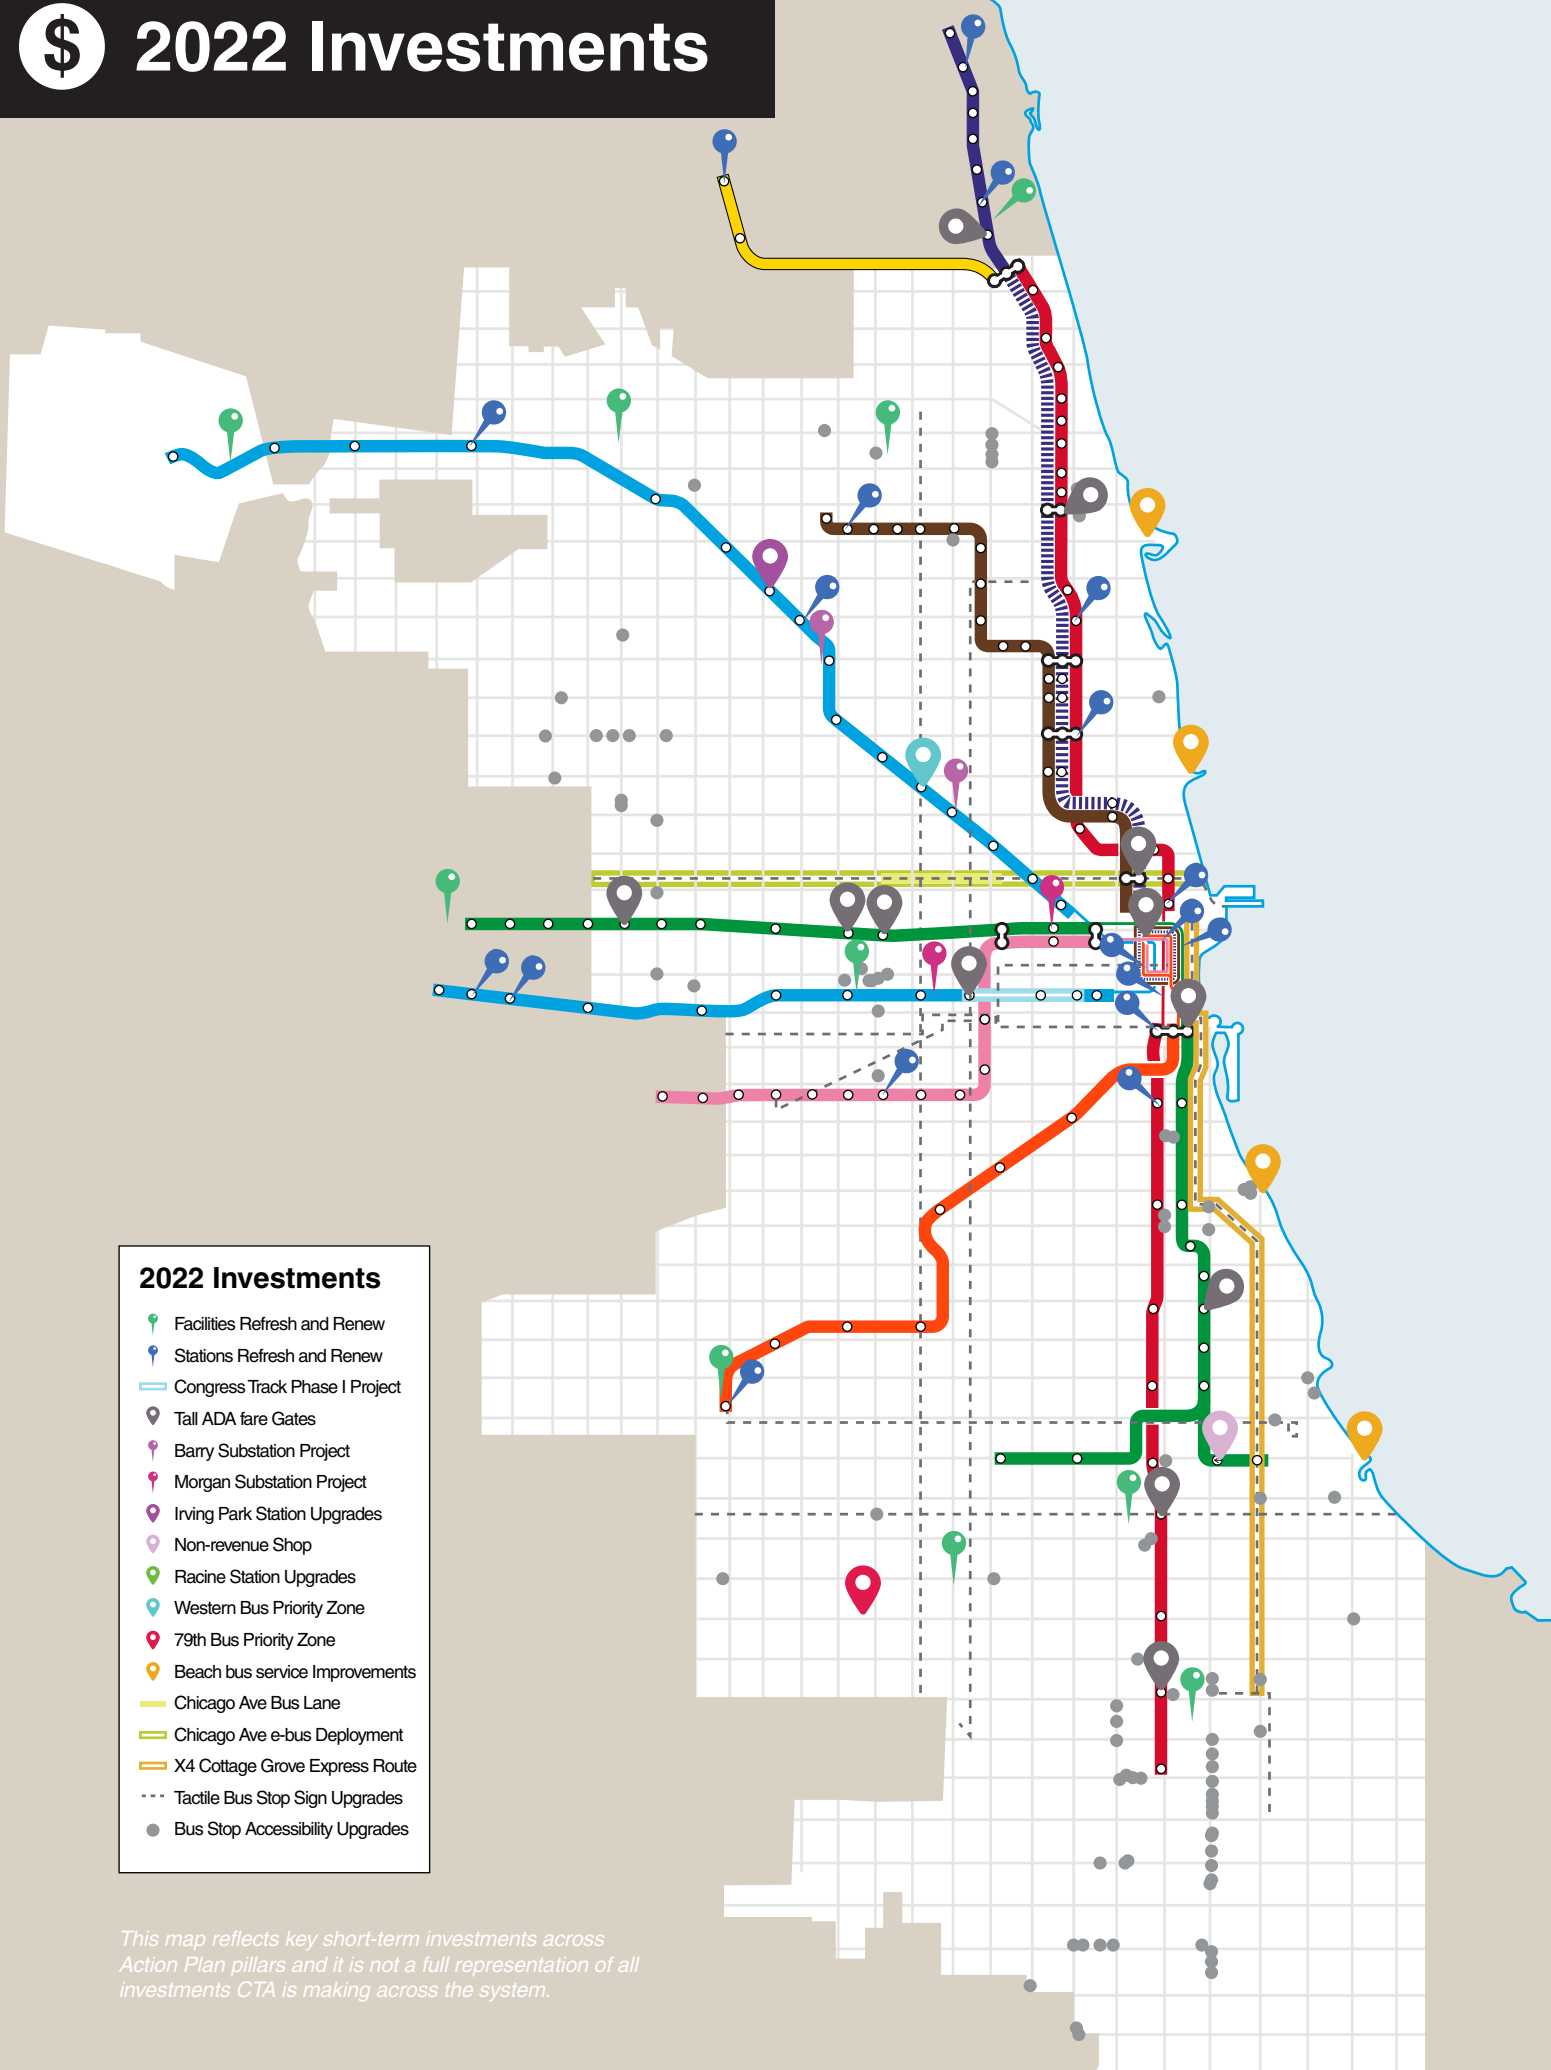 $ 2022 Investments
2022 Investments
Facilities Refresh and Renew
Stations Refresh and Renew
Congress Track Phase I Project
Tall ADA fare Gates
Barry Substation Project
Morgan Substation Project
Irving Park Station Upgrades
Non-revenue Shop
Racine Station Upgrades
Western Bus Priority Zone
79th Bus Priority Zone
Beach bus service Improvements
Chicago Ave Bus Lane
Chicago Ave e-bus Deployment
X4 Cottage Grove Express Route
Tactile Bus Stop Sign Upgrades
Bus Stop Accessibility Upgrades
This map reflects key short-term investments across
Action Plan pillars and it is not a full representation of all
investments CTA is making across the system.